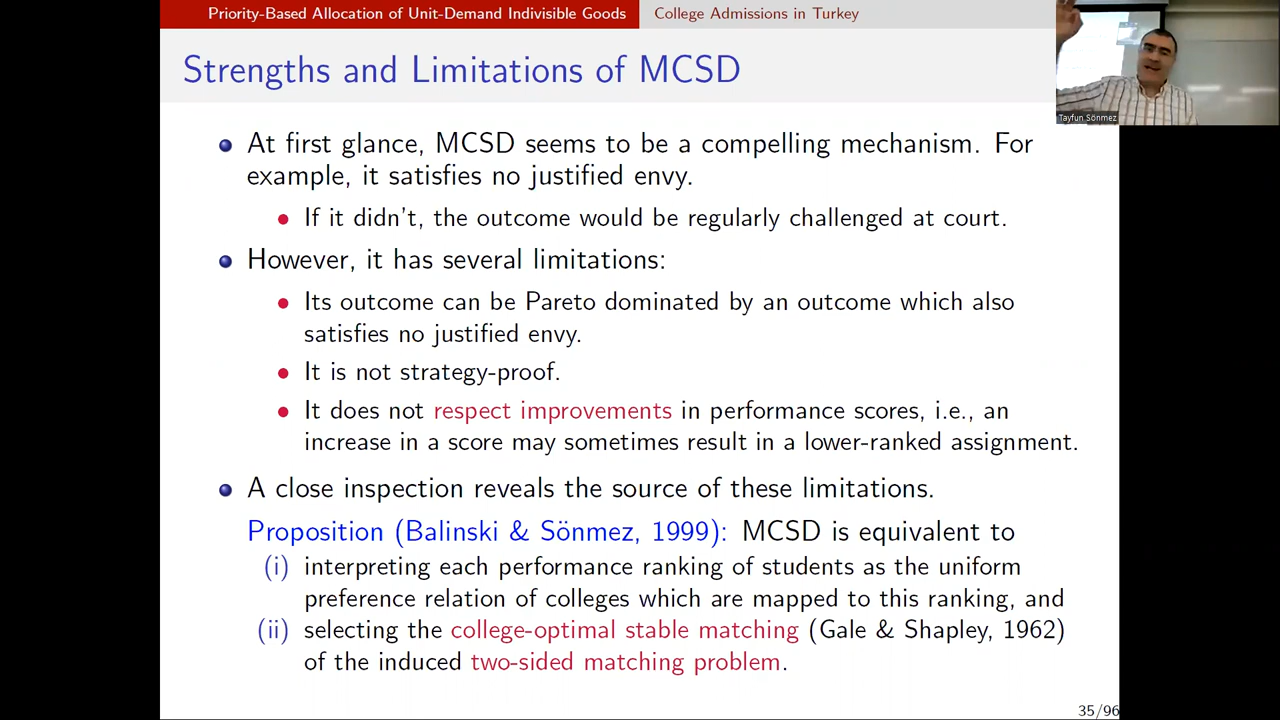 Priority-Based Allocation of Unit-Demand Indivisible Goods
College Admissions in Turkey
Strengths and Limitations of MCSD
At first glance, MCSD seems to be a compelling mechanism. For
example, it satisfies no justified envy.
If it didn't, the outcome would be regularly challenged at court.
However, it has several limitations:
Its outcome can be Pareto dominated by an outcome which also
satisfies no justified envy.
It is not strategy-proof.
It does not respect improvements in performance scores, i.e., an
increase in a score may sometimes result in a lower-ranked assignment.
A close inspection reveals the source of these limitations.
Proposition (Balinski & Sönmez, 1999): MCSD is equivalent to
(i) interpreting each performance ranking of students as the uniform
preference relation of colleges which are mapped to this ranking, and
(ii) selecting the college-optimal stable matching (Gale & Shapley, 1962)
of the induced two-sided matching problem.
35/96
Tayfun Sönmez